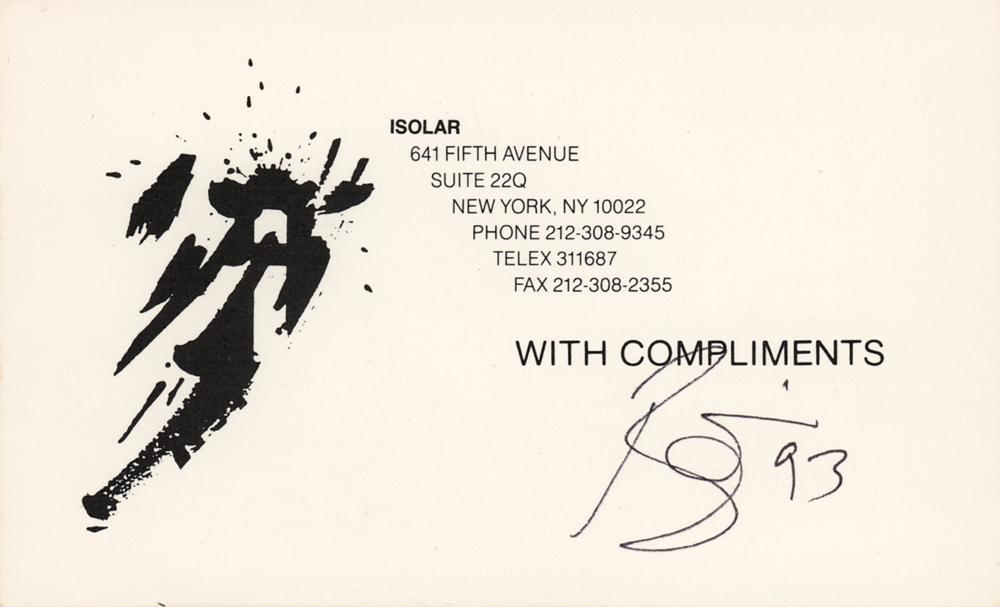 ISOLAR
641 FIFTH AVENUE
SUITE 22Q
NEW YORK, NY 10022
PHONE 212-308-9345
TELEX 311687
FAX 212-308-2355
WITH COMPLIMENTS
93